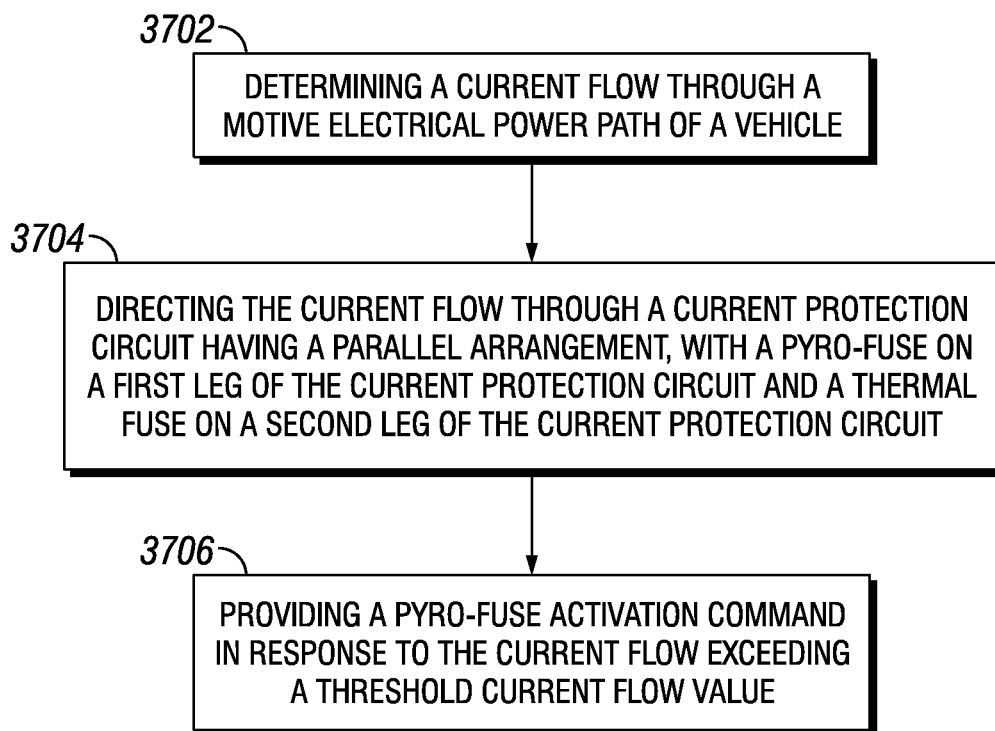 3702
DETERMINING A CURRENT FLOW THROUGH A
MOTIVE ELECTRICAL POWER PATH OF A VEHICLE
3704
DIRECTING THE CURRENT FLOW THROUGH A CURRENT PROTECTION
CIRCUIT HAVING A PARALLEL ARRANGEMENT, WITH A PYRO-FUSE ON
A FIRST LEG OF THE CURRENT PROTECTION CIRCUIT AND A THERMAL
FUSE ON A SECOND LEG OF THE CURRENT PROTECTION CIRCUIT
3706
PROVIDING A PYRO-FUSE ACTIVATION COMMAND
IN RESPONSE TO THE CURRENT FLOW EXCEEDING
A THRESHOLD CURRENT FLOW VALUE